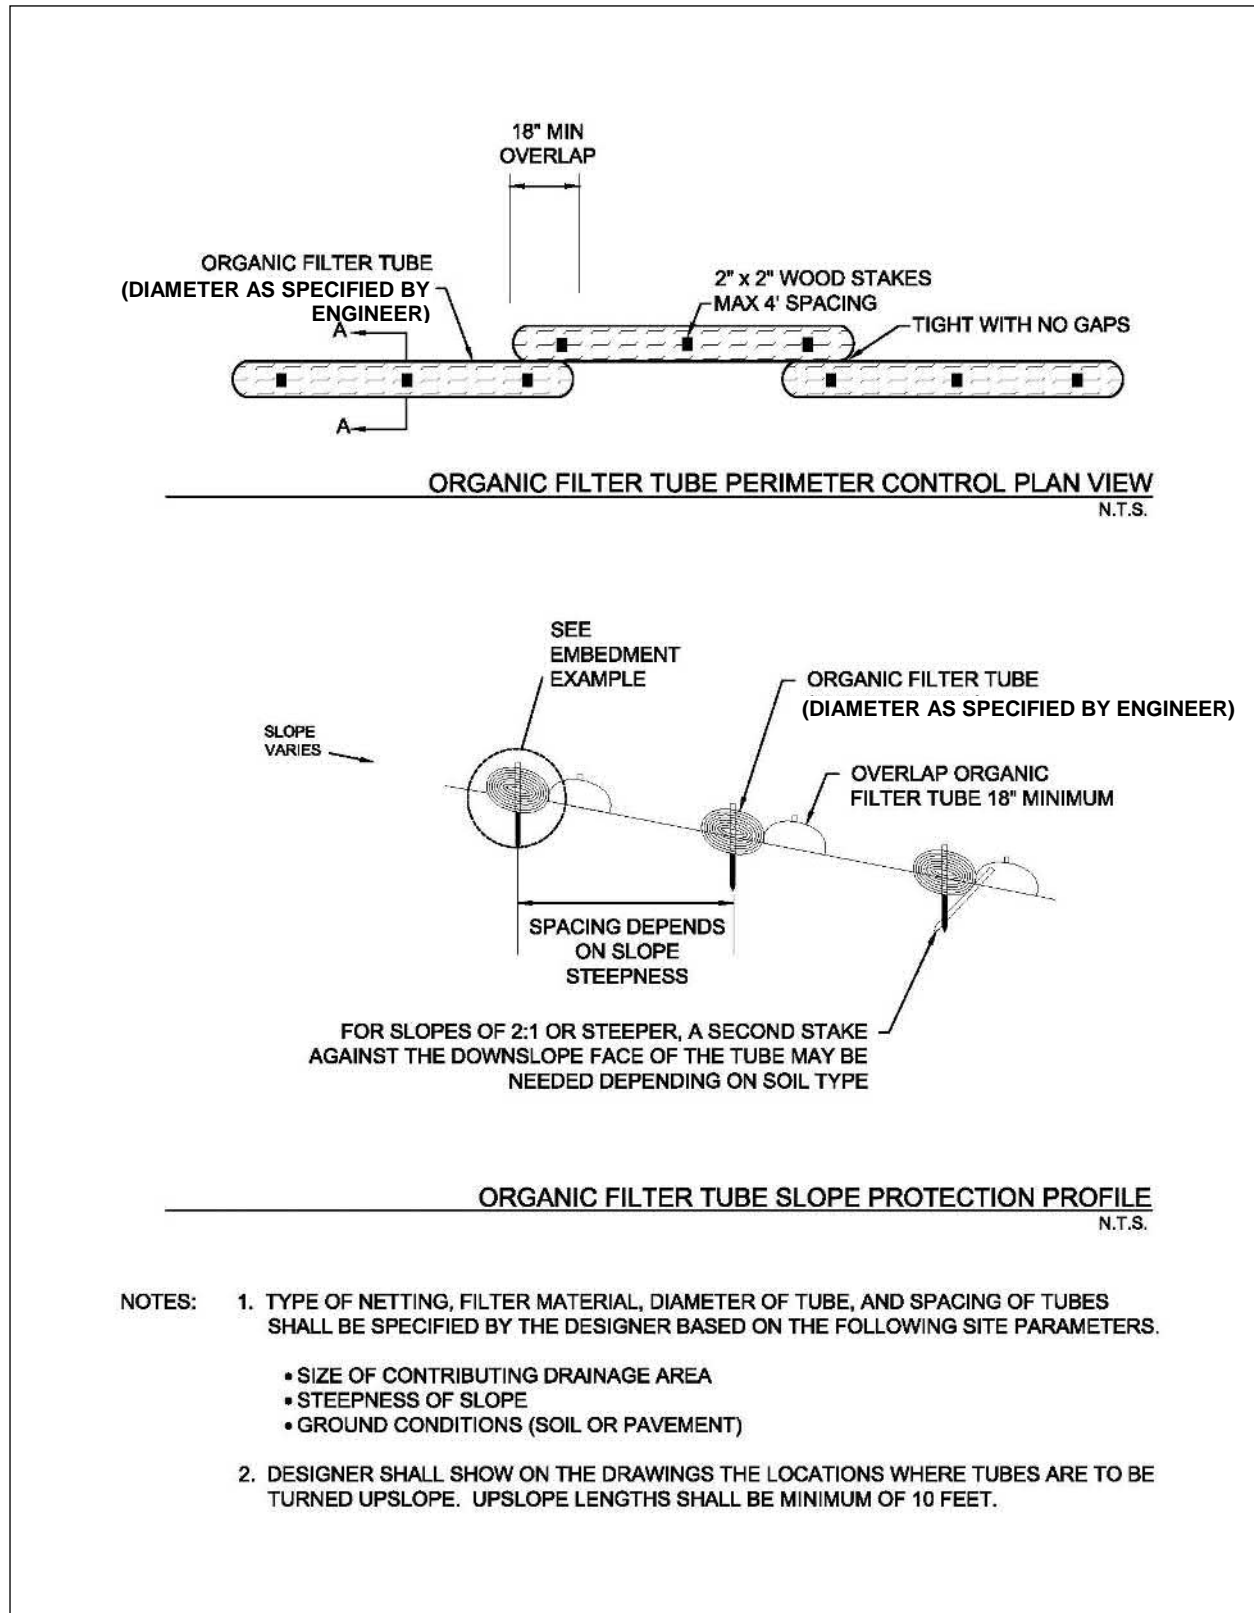 18" MIN
OVERLAP
ORGANIC FILTER TUBE
(DIAMETER AS SPECIFIED BY
ENGINEER)
2" x 2" WOOD STAKES
MAX 4' SPACING
TIGHT WITH NO GAPS
A
A
ORGANIC FILTER TUBE PERIMETER CONTROL PLAN VIEW
N.T.S.
SEE
EMBEDMENT
EXAMPLE
ORGANIC FILTER TUBE
(DIAMETER AS SPECIFIED BY ENGINEER)
SLOPE
VARIES
OVERLAP ORGANIC
FILTER TUBE 18" MINIMUM
SPACING DEPENDS
ON SLOPE
STEEPNESS
FOR SLOPES OF 2:1 OR STEEPER, A SECOND STAKE
AGAINST THE DOWNSLOPE FACE OF THE TUBE MAY BE
NEEDED DEPENDING ON SOIL TYPE
ORGANIC FILTER TUBE SLOPE PROTECTION PROFILE
N.T.S.
NOTES: 1. TYPE OF NETTING, FILTER MATERIAL, DIAMETER OF TUBE, AND SPACING OF TUBES
SHALL BE SPECIFIED BY THE DESIGNER BASED ON THE FOLLOWING SITE PARAMETERS.
• SIZE OF CONTRIBUTING DRAINAGE AREA
• STEEPNESS OF SLOPE
• GROUND CONDITIONS (SOIL OR PAVEMENT)
2. DESIGNER SHALL SHOW ON THE DRAWINGS THE LOCATIONS WHERE TUBES ARE TO BE
TURNED UPSLOPE. UPSLOPE LENGTHS SHALL BE MINIMUM OF 10 FEET.